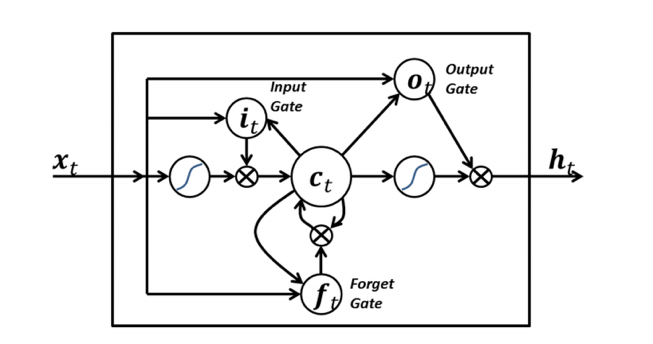 Output
Gate
o_t
Input
Gate
i_t
x_t
c_t
h_t
f_t
Forget
Gate